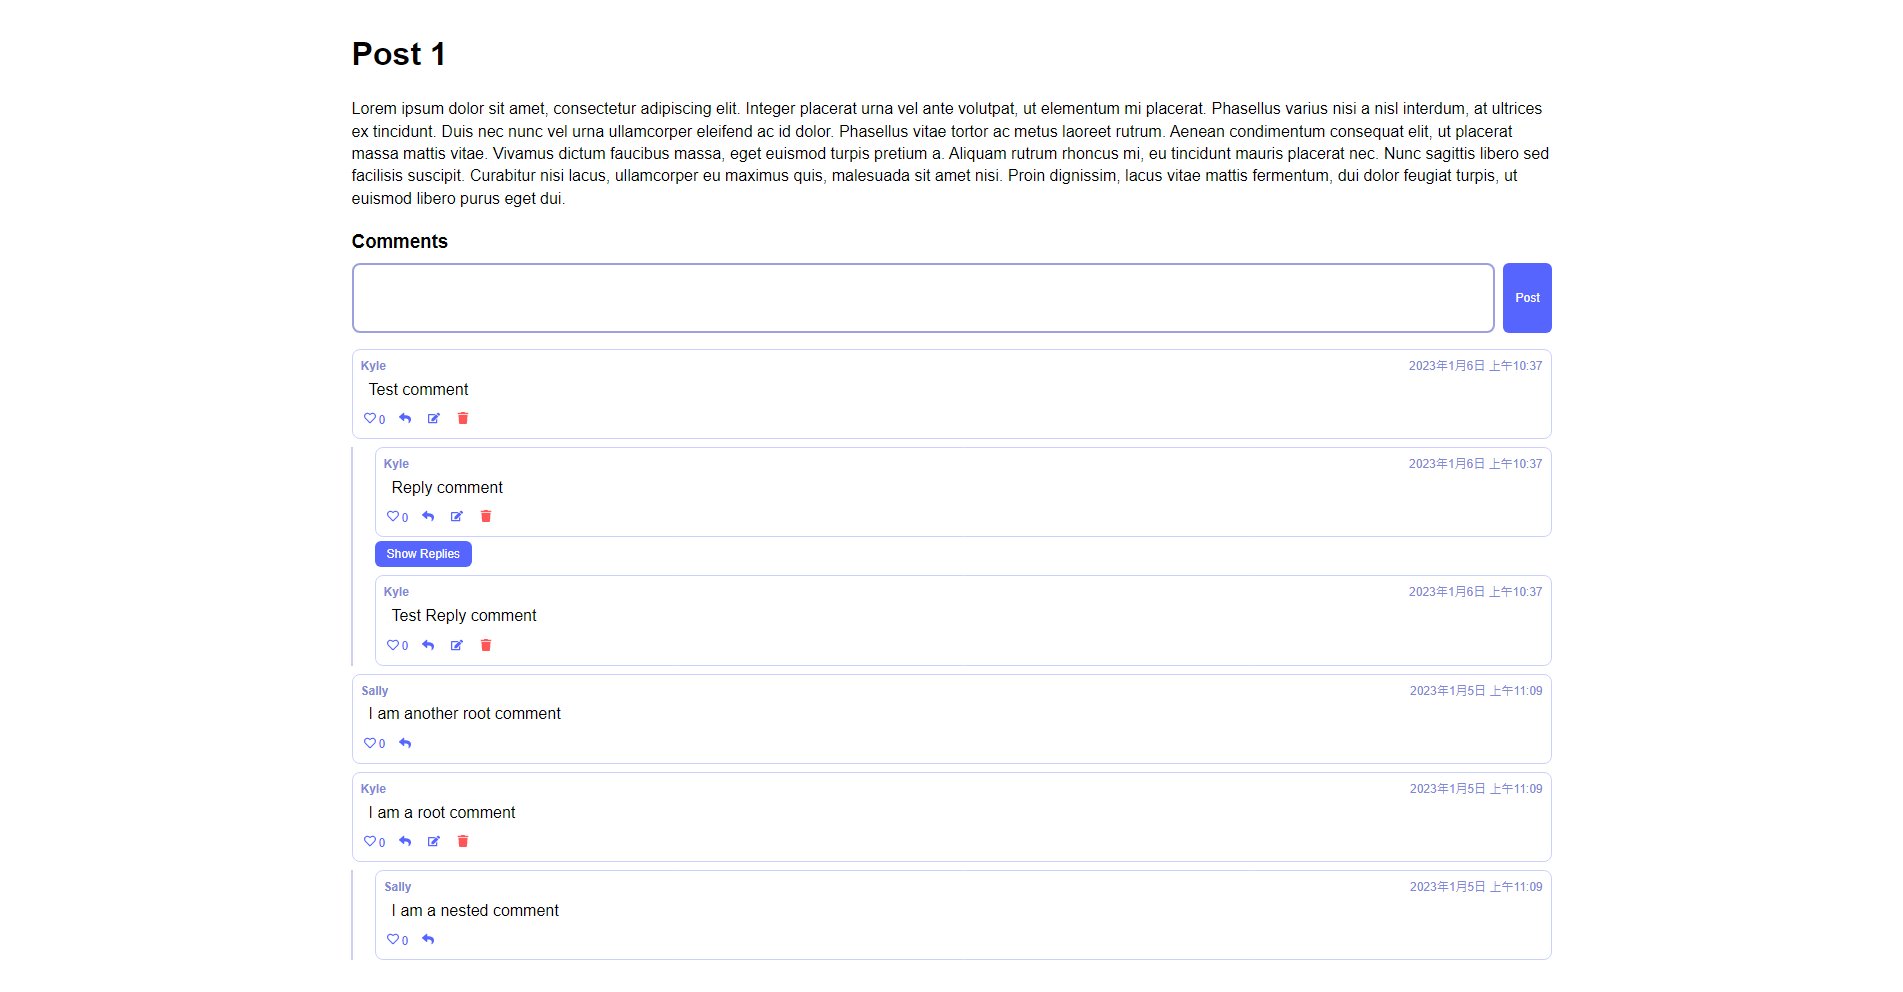 Post 1
Lorem ipsum dolor sit amet, consectetur adipiscing elit. Integer placerat urna vel ante volutpat, ut elementum mi placerat. Phasellus varius nisi a nisl interdum, at ultrices
ex tincidunt. Duis nec nunc vel urna ullamcorper eleifend ac id dolor. Phasellus vitae tortor ac metus laoreet rutrum. Aenean condimentum consequat elit, ut placerat
massa mattis vitae. Vivamus dictum faucibus massa, eget euismod turpis pretium a. Aliquam rutrum rhoncus mi, eu tincidunt mauris placerat nec. Nunc sagittis libero sed
facilisis suscipit. Curabitur nisi lacus, ullamcorper eu maximus quis, malesuada sit amet nisi. Proin dignissim, lacus vitae mattis fermentum, dui dolor feugiat turpis, ut
euismod libero purus eget dui.
Comments
Post
Kyle 2023年1月6日 上午10:37
Test comment
0
Kyle 2023年1月6日 上午10:37
Reply comment
0
Show Replies
Kyle 2023年1月6日 上午10:37
Test Reply comment
0
Sally 2023年1月5日 上午11:09
I am another root comment
0
Kyle 2023年1月5日 上午11:09
I am a root comment
0
Sally 2023年1月5日 上午11:09
I am a nested comment
0